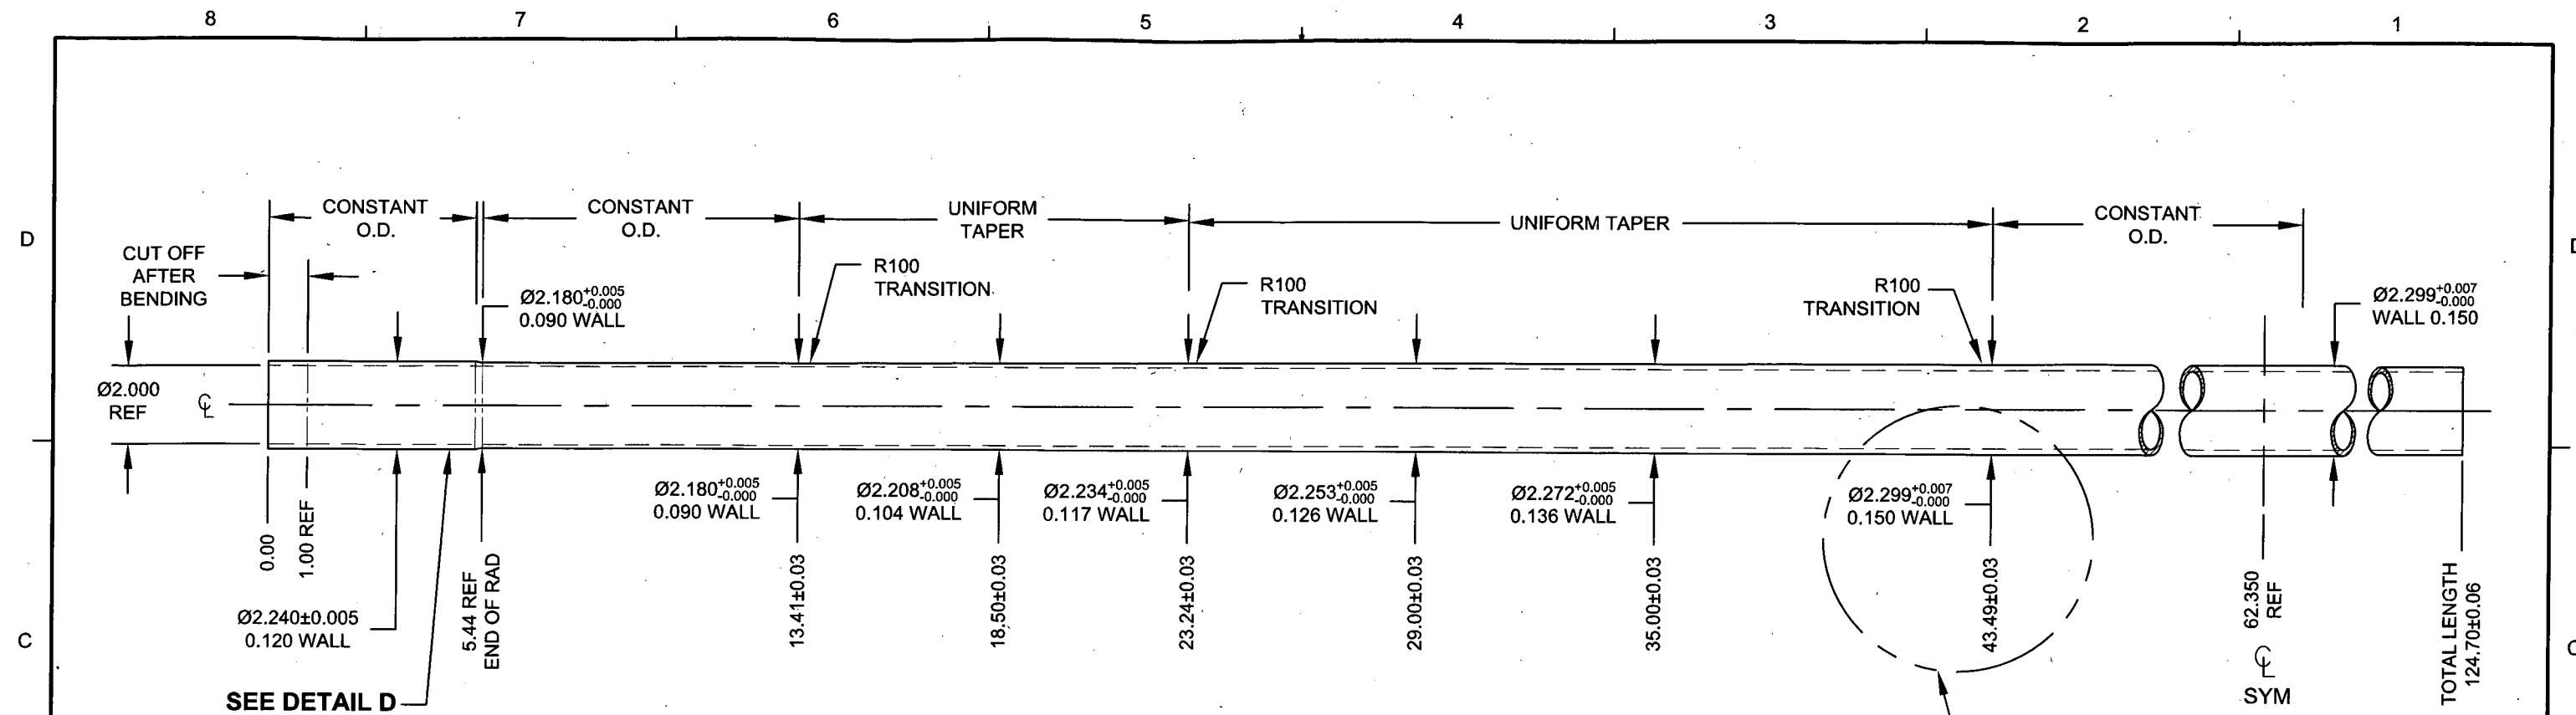 8 7 6 5 4 3 2 1
D
CONSTANT
O.D.
CONSTANT
O.D.
UNIFORM
TAPER
UNIFORM TAPER
CONSTANT
O.D.
CUT OFF
AFTER
BENDING
R100
TRANSITION
R100
TRANSITION
R100
TRANSITION
Ø2.180+0.005
-0.000
0.090 WALL
Ø2.299+0.007
-0.000
WALL 0.150
Ø2.000
REF
℄
Ø2.180+0.005
-0.000
0.090 WALL
Ø2.208+0.005
-0.000
0.104 WALL
Ø2.234+0.005
-0.000
0.117 WALL
Ø2.253+0.005
-0.000
0.126 WALL
Ø2.272+0.005
-0.000
0.136 WALL
Ø2.299+0.007
-0.000
0.150 WALL
0.00
1.00 REF
5.44 REF
END OF RAD
13.41±0.03
18.50±0.03
23.24±0.03
29.00±0.03
35.00±0.03
43.49±0.03
62.350
REF
℄
SYM
TOTAL LENGTH
124.70±0.06
Ø2.240±0.005
0.120 WALL
C
SEE DETAIL D